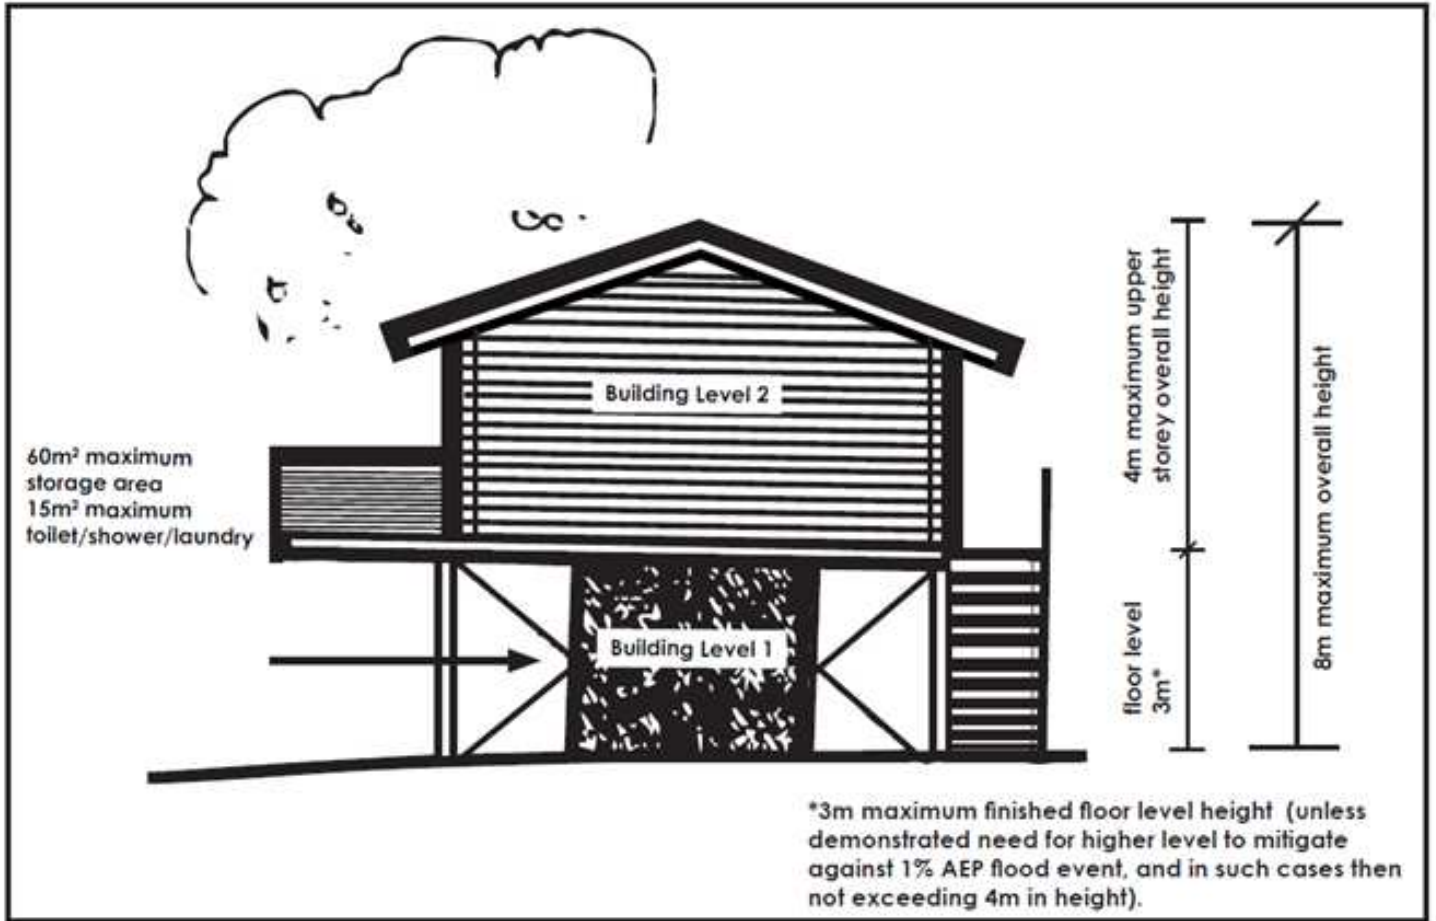 Building Level 2
60m² maximum
storage area
15m² maximum
toilet/shower/laundry
Building Level 1
4m maximum upper
storey overall height
floor level
3m*
8m maximum overall height
*3m maximum finished floor level height (unless
demonstrated need for higher level to mitigate
against 1% AEP flood event, and in such cases then
not exceeding 4m in height).